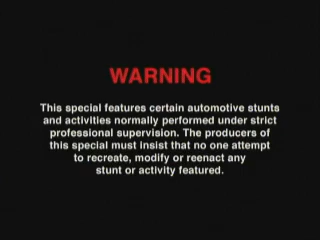 WARNING
This special features certain automotive stunts
and activities normally performed under strict
professional supervision. The producers of
this special must insist that no one attempt
to recreate, modify or reenact any
stunt or activity featured.